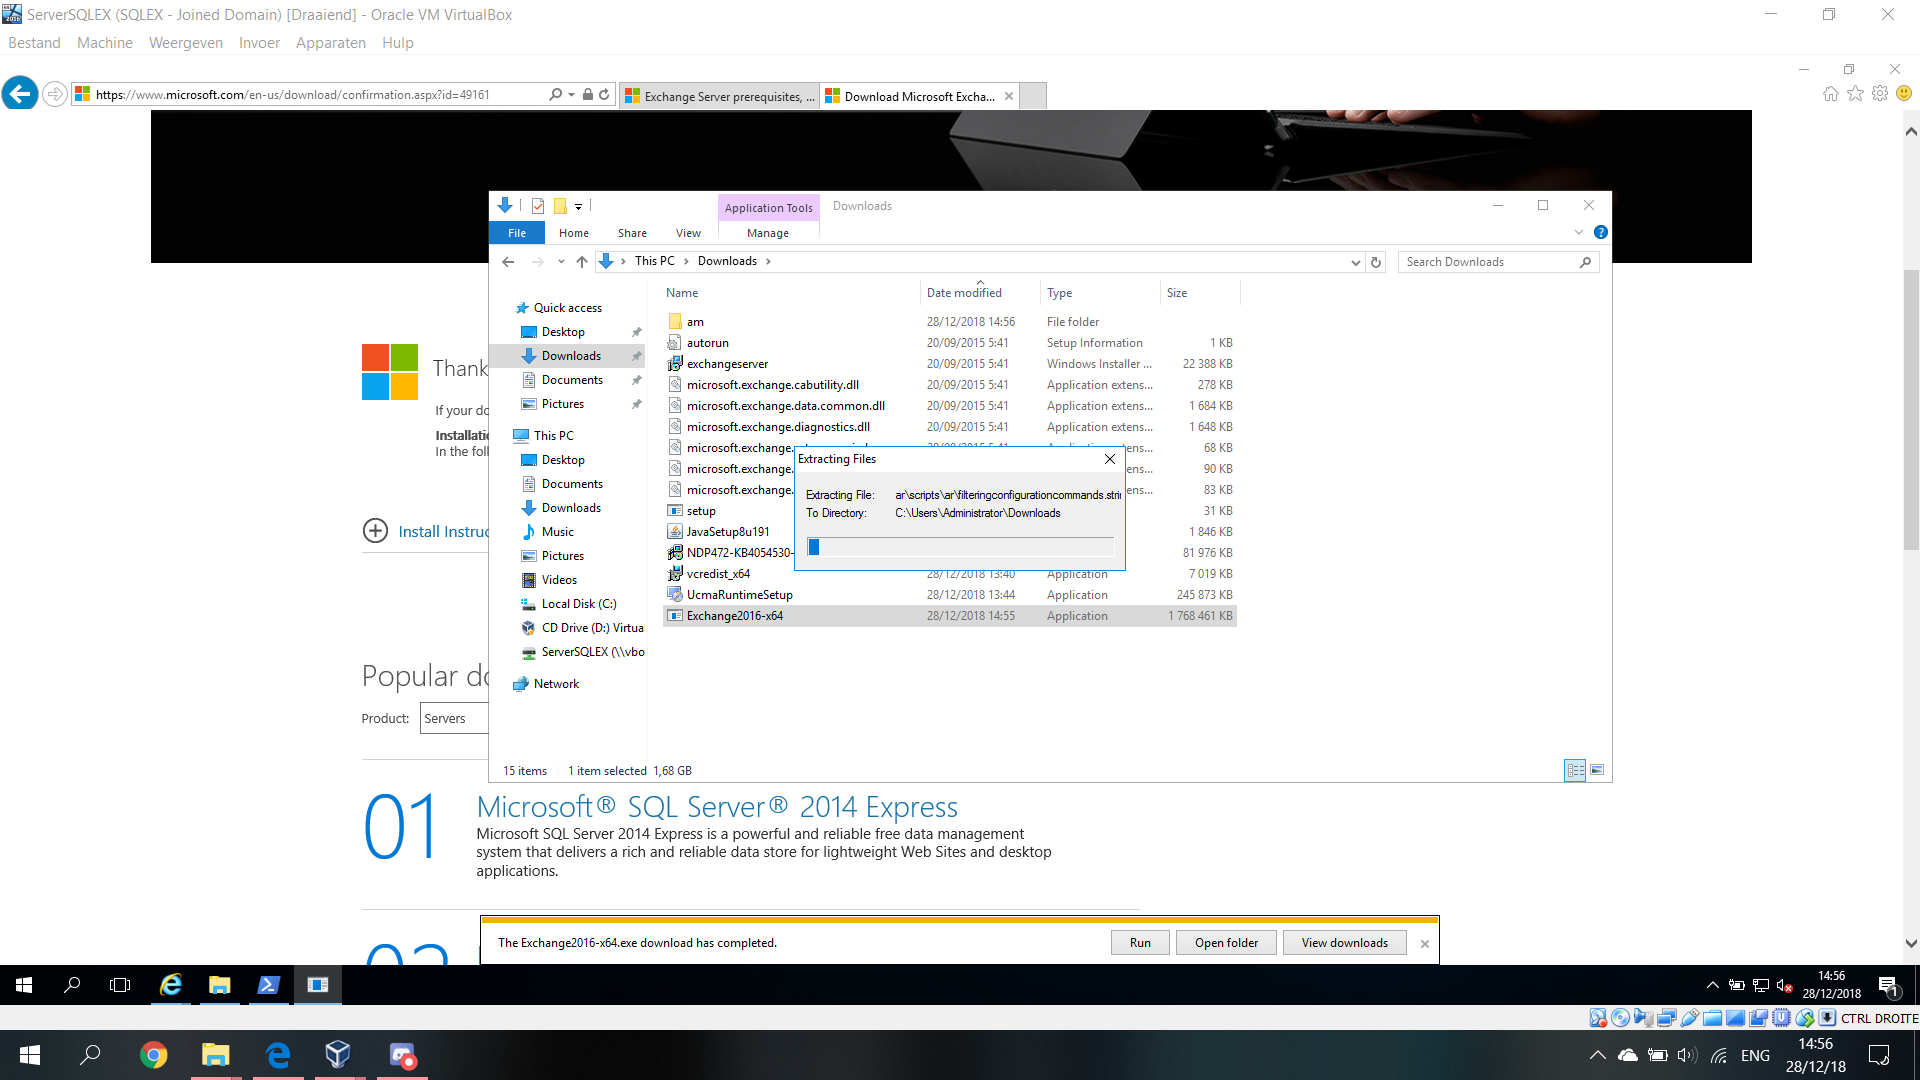 ServerSQLEX (SQLEX - Joined Domain) [Draaiend] - Oracle VM VirtualBox
Bestand Machine Weergeven Invoer Apparaten Hulp
https://www.microsoft.com/en-us/download/confirmation.aspx?id=49161
Exchange Server prerequisites, ...
Download Microsoft Excha...
Application Tools
Downloads
File Home Share View Manage
This PC > Downloads >
Search Downloads
Name Date modified Type Size
Quick access
Desktop
Downloads
Documents
Pictures
This PC
Desktop
Documents
Downloads
Music
Pictures
Videos
Local Disk (C:)
CD Drive (D:) Virtua
ServerSQLEX (\\vbo
Network
am 28/12/2018 14:56 File folder
autorun 20/09/2015 5:41 Setup Information 1 KB
exchangeserver 20/09/2015 5:41 Windows Installer ... 22 388 KB
microsoft.exchange.cabutility.dll 20/09/2015 5:41 Application extens... 278 KB
microsoft.exchange.data.common.dll 20/09/2015 5:41 Application extens... 1 684 KB
microsoft.exchange.diagnostics.dll 20/09/2015 5:41 Application extens... 1 648 KB
microsoft.exchange. 68 KB
microsoft.exchange. ens... 90 KB
microsoft.exchange. ens... 83 KB
setup 31 KB
JavaSetup8u191 1 846 KB
NDP472-KB4054530- 81 976 KB
vcredist_x64 28/12/2018 13:40 Application 7 019 KB
UcmaRuntimeSetup 28/12/2018 13:44 Application 245 873 KB
Exchange2016-x64 28/12/2018 14:55 Application 1 768 461 KB
Extracting Files
Extracting File: ar\scripts\ar\filteringconfigurationcommands.stri
To Directory: C:\Users\Administrator\Downloads
15 items 1 item selected 1,68 GB
Thank
If your do
Installatio
In the foll
Install Instruc
Popular do
Product: Servers
01
Microsoft® SQL Server® 2014 Express
Microsoft SQL Server 2014 Express is a powerful and reliable free data management
system that delivers a rich and reliable data store for lightweight Web Sites and desktop
applications.
02
The Exchange2016-x64.exe download has completed.
Run Open folder View downloads
14:56
28/12/2018
1
CTRL DROITE
ENG
14:56
28/12/18